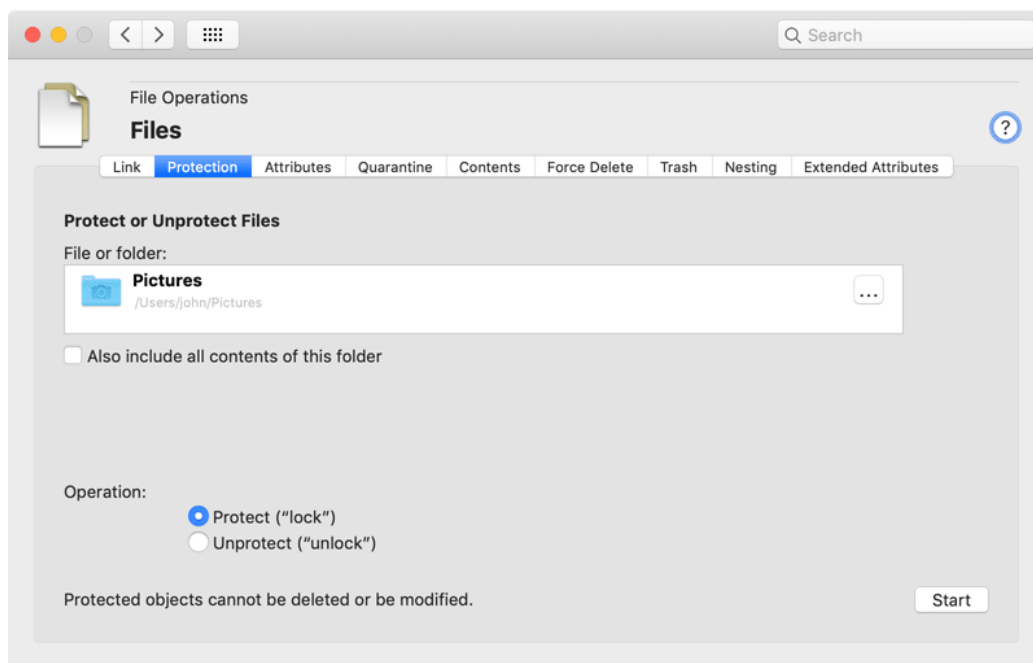 Search
File Operations
Files
?
Link Protection Attributes Quarantine Contents Force Delete Trash Nesting Extended Attributes
Protect or Unprotect Files
File or folder:
Pictures
/Users/john/Pictures
...
Also include all contents of this folder
Operation:
Protect (“lock”)
Unprotect (“unlock”)
Protected objects cannot be deleted or be modified.
Start